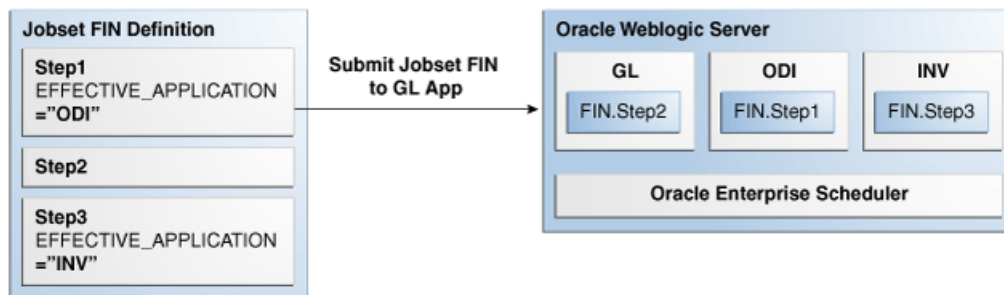 Jobset FIN Definition
Step1
EFFECTIVE_APPLICATION
="ODI"
Step2
Step3
EFFECTIVE_APPLICATION
="INV"
Submit Jobset FIN
to GL App
Oracle Weblogic Server
GL
FIN.Step2
ODI
FIN.Step1
INV
FIN.Step3
Oracle Enterprise Scheduler